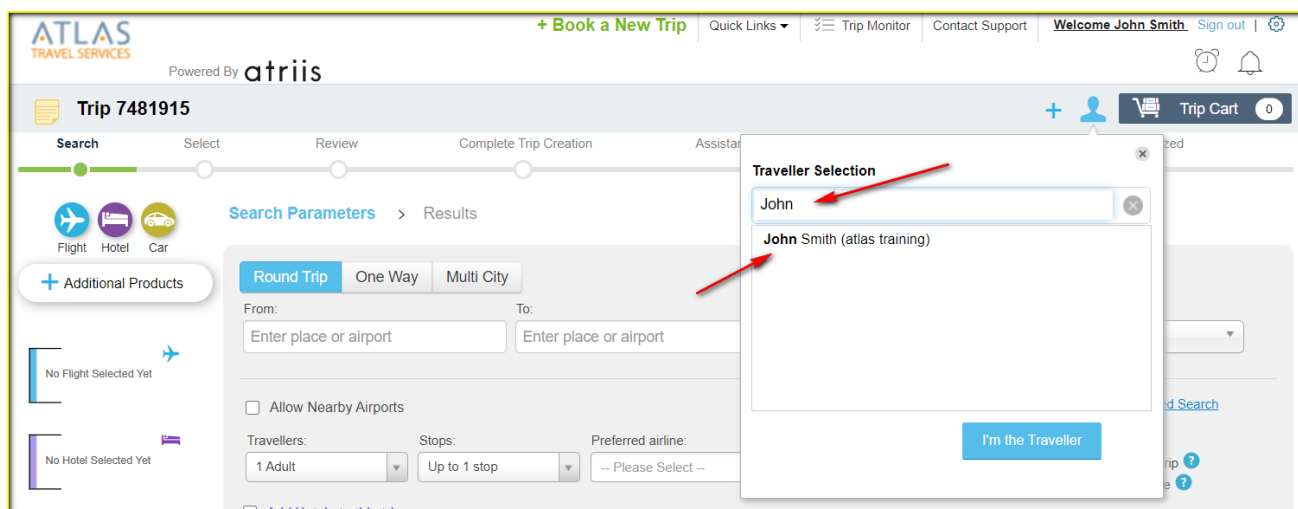 ATLAS
TRAVEL SERVICES
Powered By atriis
+ Book a New Trip
Quick Links
Trip Monitor
Contact Support
Welcome John Smith
Sign out |
Trip 7481915
+
Trip Cart 0
Search
Select
Review
Complete Trip Creation
Assistan
zed
Flight
Hotel
Car
+ Additional Products
No Flight Selected Yet
No Hotel Selected Yet
Search Parameters > Results
Round Trip
One Way
Multi City
From:
To:
Enter place or airport
Enter place or airport
Allow Nearby Airports
d Search
Travellers:
Stops:
Preferred airline:
1 Adult
Up to 1 stop
-- Please Select --
rip ?
e ?
Traveller Selection
John
John Smith (atlas training)
I'm the Traveller